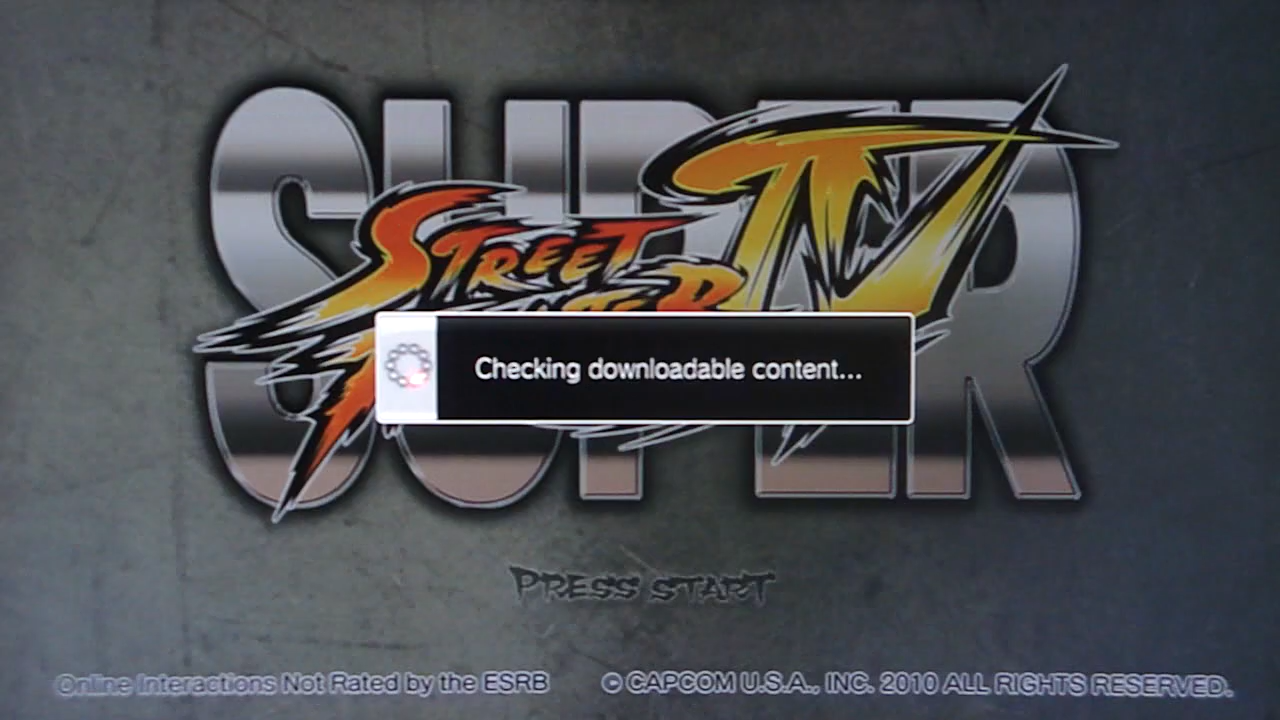 SUPER
STREET
IV
Checking downloadable content...
PRESS START
Online Interactions Not Rated by the ESRB
© CAPCOM U.S.A., INC. 2010 ALL RIGHTS RESERVED.